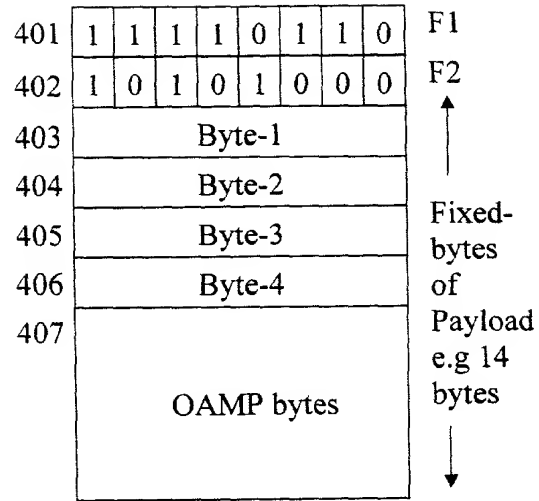 401 1 1 1 1 0 1 1 0 F1
402 1 0 1 0 1 0 0 0 F2
403 Byte-1
404 Byte-2
405 Byte-3
406 Byte-4
407
OAMP bytes
Fixed-
bytes
of
Payload
e.g 14
bytes